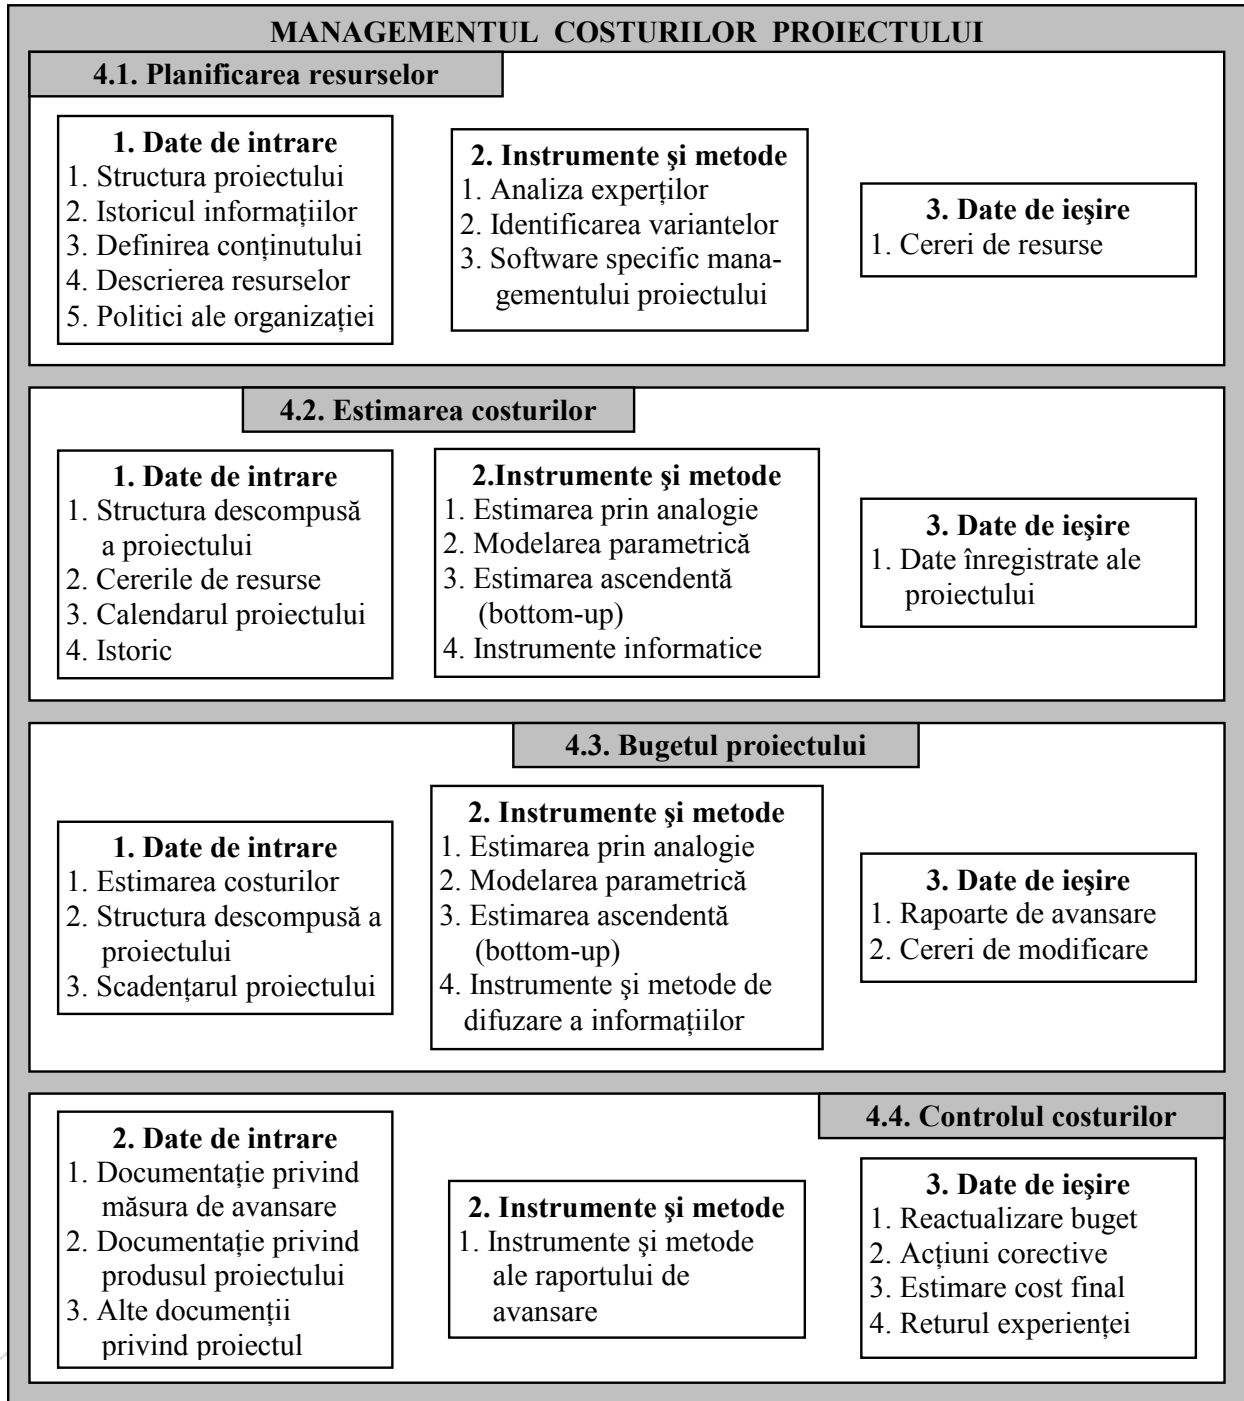 MANAGEMENTUL COSTURILOR PROIECTULUI
4.1. Planificarea resurselor
1. Date de intrare
1. Structura proiectului
2. Istoricul informațiilor
3. Definirea conținutului
4. Descrierea resurselor
5. Politici ale organizației
2. Instrumente şi metode
1. Analiza experților
2. Identificarea variantelor
3. Software specific mana-
gementului proiectului
3. Date de ieşire
1. Cereri de resurse
4.2. Estimarea costurilor
1. Date de intrare
1. Structura descompusă
a proiectului
2. Cererile de resurse
3. Calendarul proiectului
4. Istoric
2.Instrumente şi metode
1. Estimarea prin analogie
2. Modelarea parametrică
3. Estimarea ascendentă
(bottom-up)
4. Instrumente informatice
3. Date de ieşire
1. Date înregistrate ale
proiectului
4.3. Bugetul proiectului
1. Date de intrare
1. Estimarea costurilor
2. Structura descompusă a
proiectului
3. Scadențarul proiectului
2. Instrumente şi metode
1. Estimarea prin analogie
2. Modelarea parametrică
3. Estimarea ascendentă
(bottom-up)
4. Instrumente şi metode de
difuzare a informațiilor
3. Date de ieşire
1. Rapoarte de avansare
2. Cereri de modificare
4.4. Controlul costurilor
2. Date de intrare
1. Documentație privind
măsura de avansare
2. Documentație privind
produsul proiectului
3. Alte documenții
privind proiectul
2. Instrumente şi metode
1. Instrumente şi metode
ale raportului de
avansare
3. Date de ieşire
1. Reactualizare buget
2. Acțiuni corective
3. Estimare cost final
4. Returul experienței